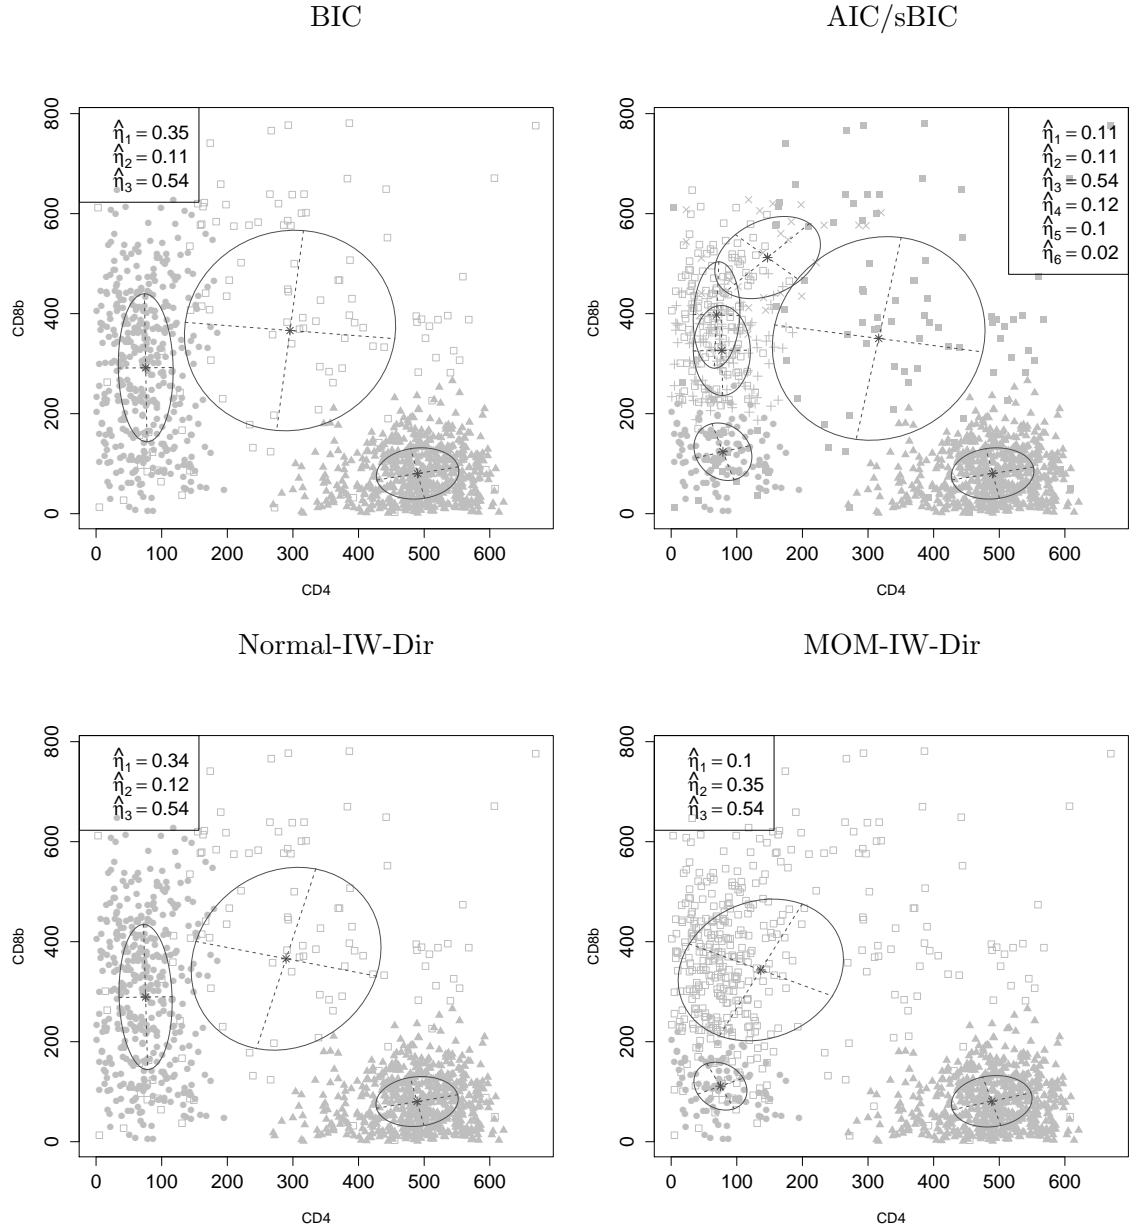 BIC
AIC/sBIC
η̂1 = 0.35
η̂2 = 0.11
η̂3 = 0.54
0 200 400 600 800
CD8b
0 100 200 300 400 500 600
CD4
η̂1 = 0.11
η̂2 = 0.11
η̂3 = 0.54
η̂4 = 0.12
η̂5 = 0.1
η̂6 = 0.02
0 200 400 600 800
CD8b
0 100 200 300 400 500 600
CD4
Normal-IW-Dir
MOM-IW-Dir
η̂1 = 0.34
η̂2 = 0.12
η̂3 = 0.54
0 200 400 600 800
CD8b
0 100 200 300 400 500 600
CD4
η̂1 = 0.1
η̂2 = 0.35
η̂3 = 0.54
0 200 400 600 800
CD8b
0 100 200 300 400 500 600
CD4